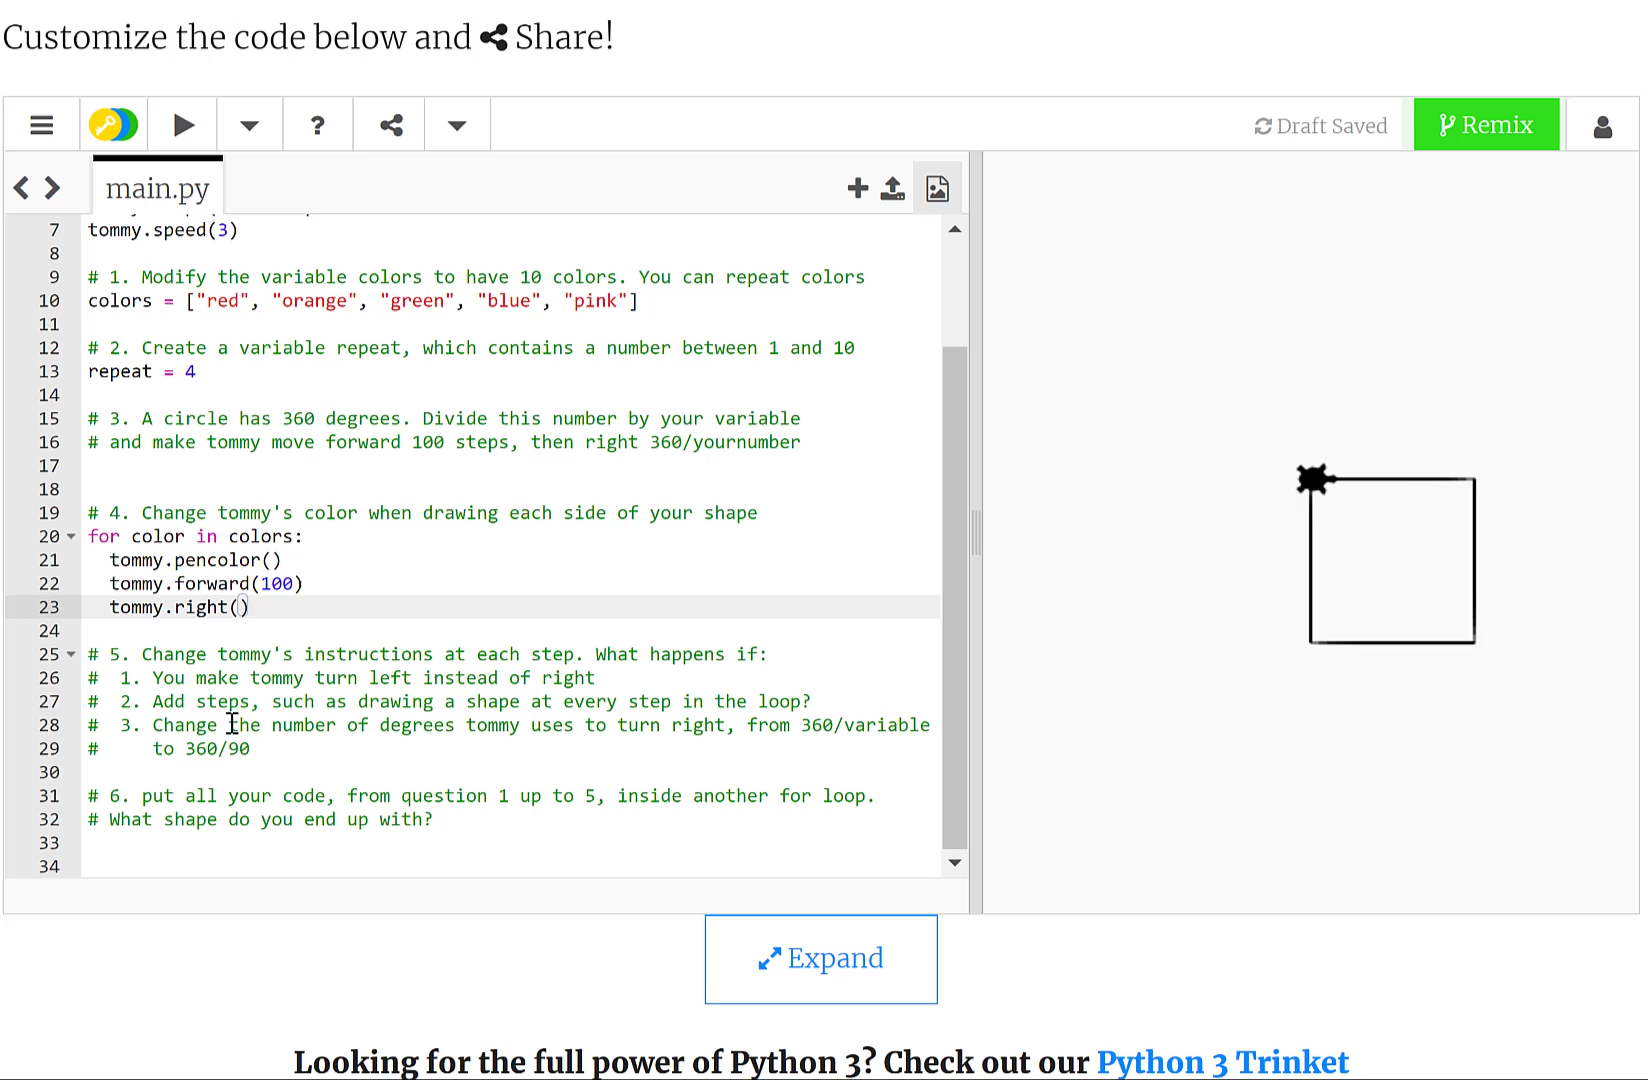 Customize the code below and Share!
?
Draft Saved
Remix
main.py
7 tommy.speed(3)
8
9 # 1. Modify the variable colors to have 10 colors. You can repeat colors
10 colors = ["red", "orange", "green", "blue", "pink"]
11
12 # 2. Create a variable repeat, which contains a number between 1 and 10
13 repeat = 4
14
15 # 3. A circle has 360 degrees. Divide this number by your variable
16 # and make tommy move forward 100 steps, then right 360/yournumber
17
18
19 # 4. Change tommy's color when drawing each side of your shape
20 for color in colors:
21 tommy.pencolor()
22 tommy.forward(100)
23 tommy.right()
24
25 # 5. Change tommy's instructions at each step. What happens if:
26 # 1. You make tommy turn left instead of right
27 # 2. Add steps, such as drawing a shape at every step in the loop?
28 # 3. Change the number of degrees tommy uses to turn right, from 360/variable
29 # to 360/90
30
31 # 6. put all your code, from question 1 up to 5, inside another for loop.
32 # What shape do you end up with?
33
34
Expand
Looking for the full power of Python 3? Check out our Python 3 Trinket